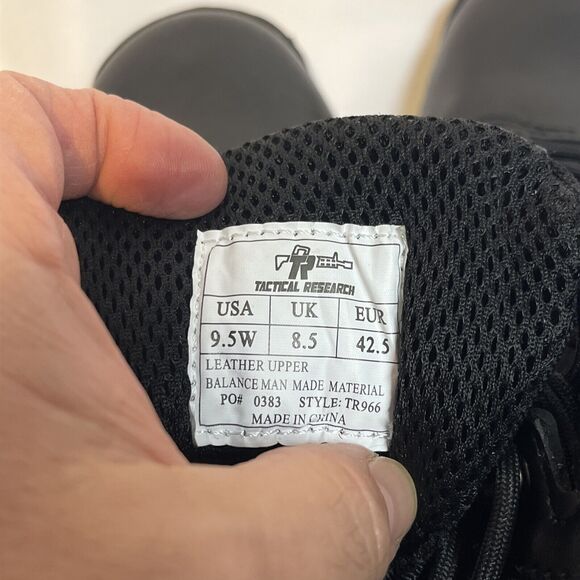 TR
TACTICAL RESEARCH
USA UK EUR
9.5W 8.5 42.5
LEATHER UPPER
BALANCE MAN MADE MATERIAL
PO# 0383 STYLE: TR966
MADE IN CHINA